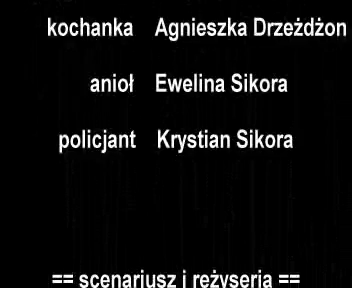 kochanka Agnieszka Drzeżdżon
anioł Ewelina Sikora
policjant Krystian Sikora
== scenariusz i reżyseria ==